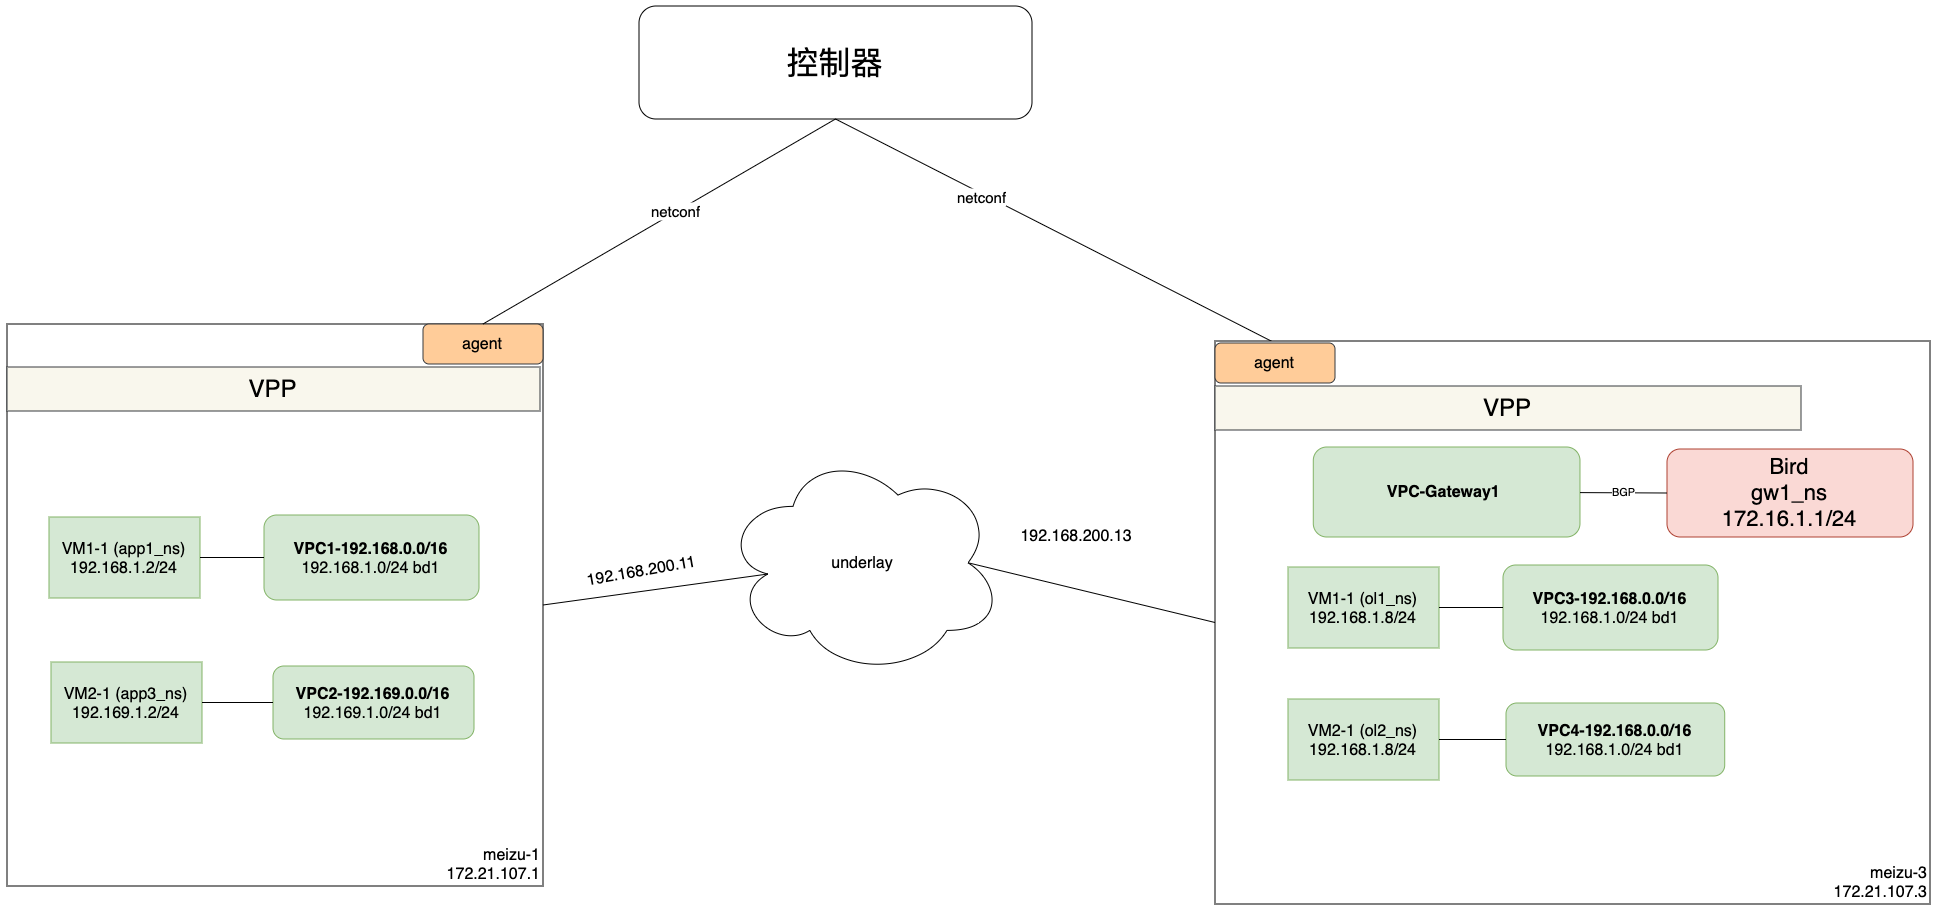 控制器
netconf
netconf
agent
VPP
VM1-1 (app1_ns)
192.168.1.2/24
VPC1-192.168.0.0/16
192.168.1.0/24 bd1
VM2-1 (app3_ns)
192.169.1.2/24
VPC2-192.169.0.0/16
192.169.1.0/24 bd1
meizu-1
172.21.107.1
192.168.200.11
underlay
192.168.200.13
agent
VPP
VPC-Gateway1
BGP
Bird
gw1_ns
172.16.1.1/24
VM1-1 (ol1_ns)
192.168.1.8/24
VPC3-192.168.0.0/16
192.168.1.0/24 bd1
VM2-1 (ol2_ns)
192.168.1.8/24
VPC4-192.168.0.0/16
192.168.1.0/24 bd1
meizu-3
172.21.107.3